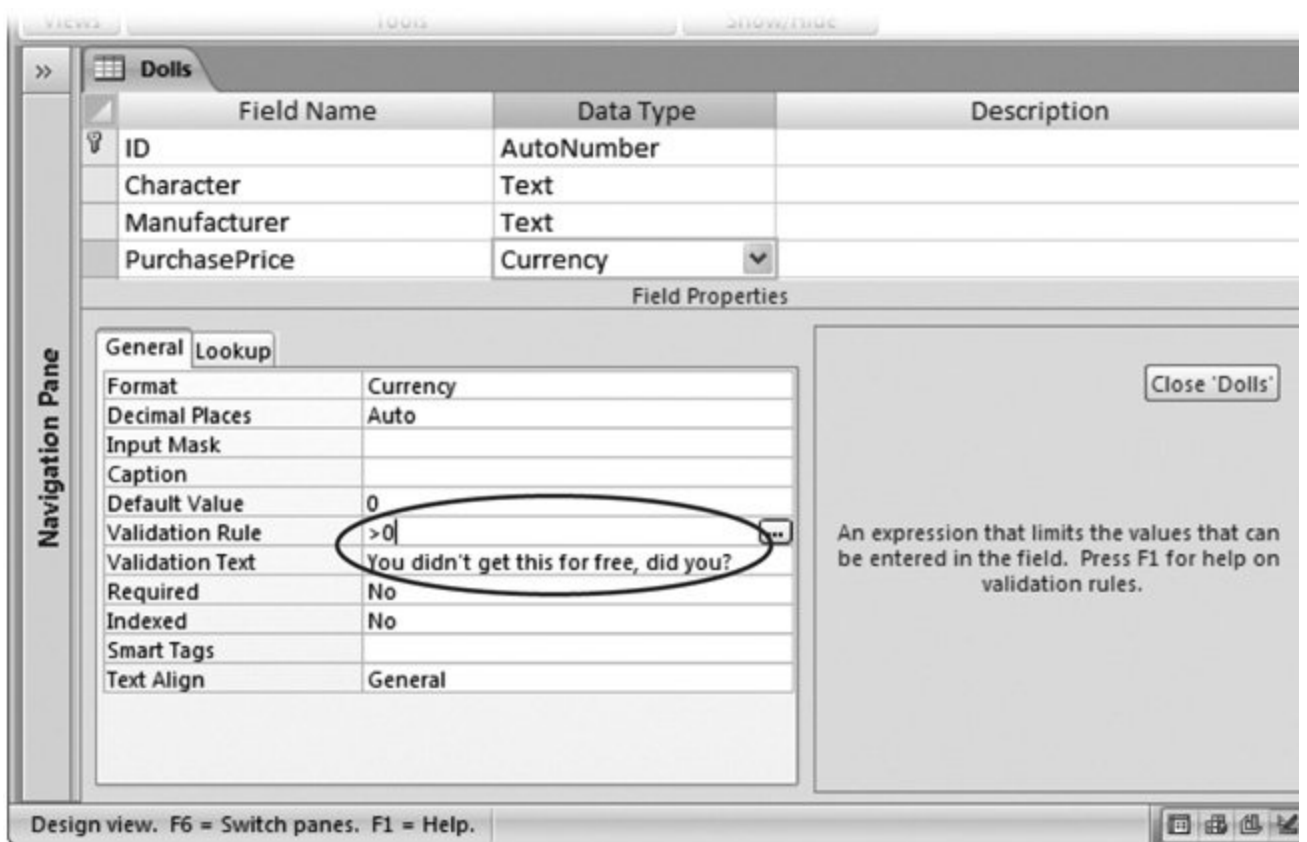 Views Tools Show/Hide
» Dolls
Field Name Data Type Description
ID AutoNumber
Character Text
Manufacturer Text
PurchasePrice Currency
Field Properties
Navigation Pane
General Lookup
Format Currency
Decimal Places Auto
Input Mask
Caption
Default Value 0
Validation Rule >0 ...
Validation Text You didn't get this for free, did you?
Required No
Indexed No
Smart Tags
Text Align General
Close 'Dolls'
An expression that limits the values that can
be entered in the field. Press F1 for help on
validation rules.
Design view. F6 = Switch panes. F1 = Help.